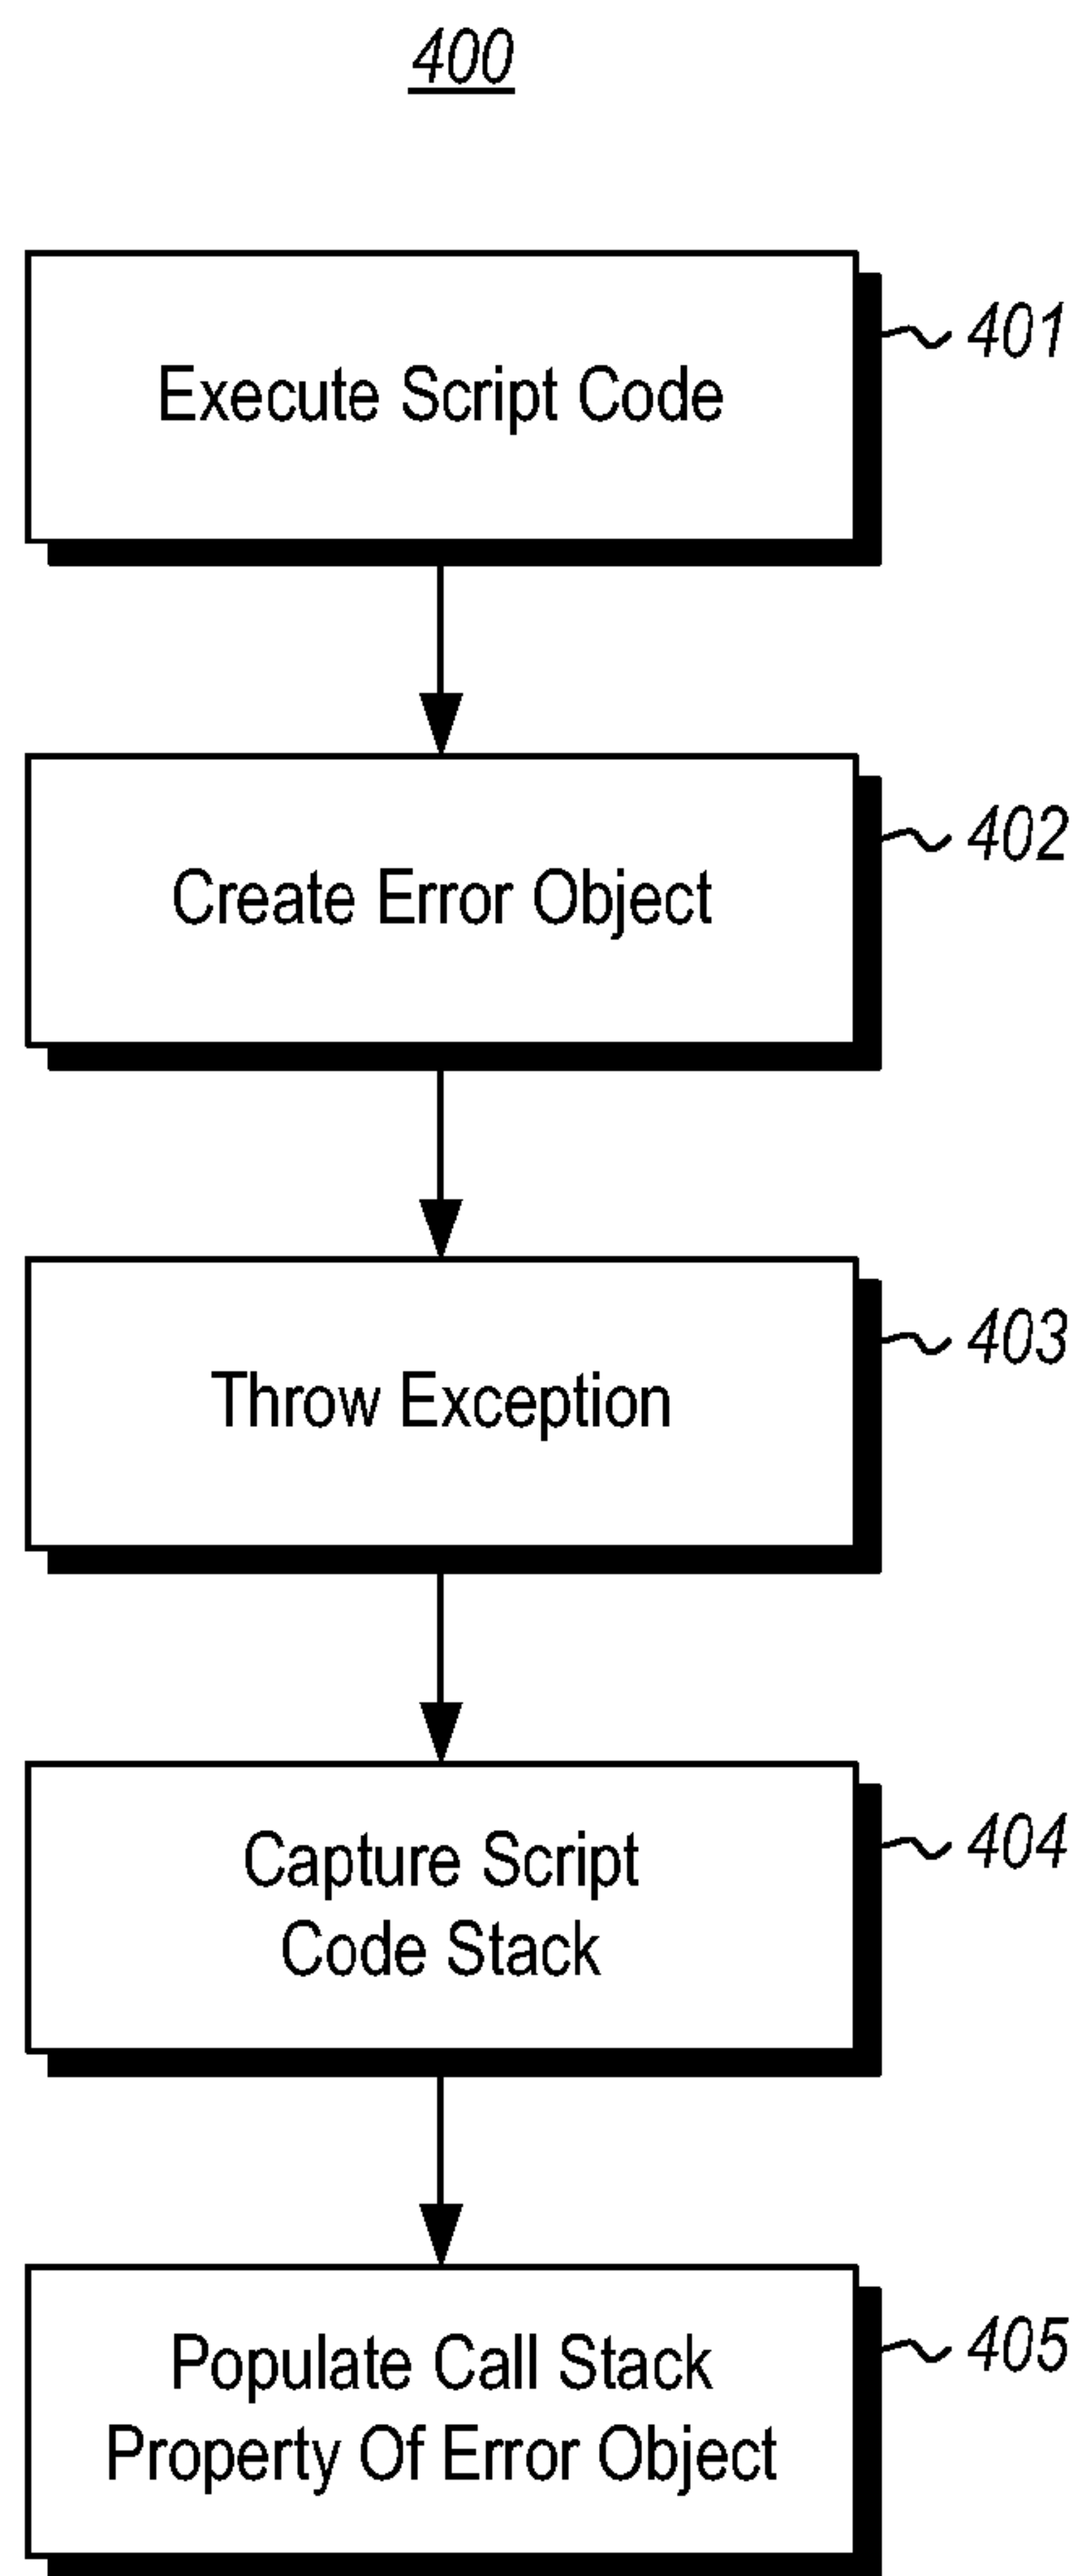 400
Execute Script Code
401
Create Error Object
402
Throw Exception
403
Capture Script
Code Stack
404
Populate Call Stack
Property Of Error Object
405